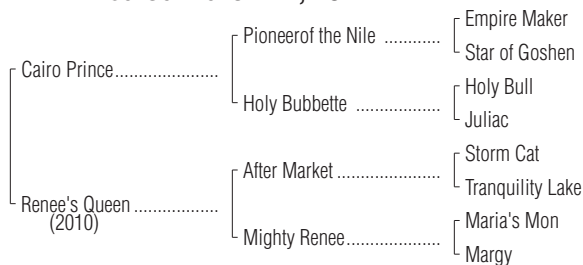 Empire Maker
Pioneerof the Nile ............
Star of Goshen
Cairo Prince.......................
Holy Bull
Holy Bubbette ..................
Juliac
Storm Cat
After Market ......................
Tranquility Lake
Renee's Queen ..................
(2010)
Maria's Mon
Mighty Renee....................
Margy